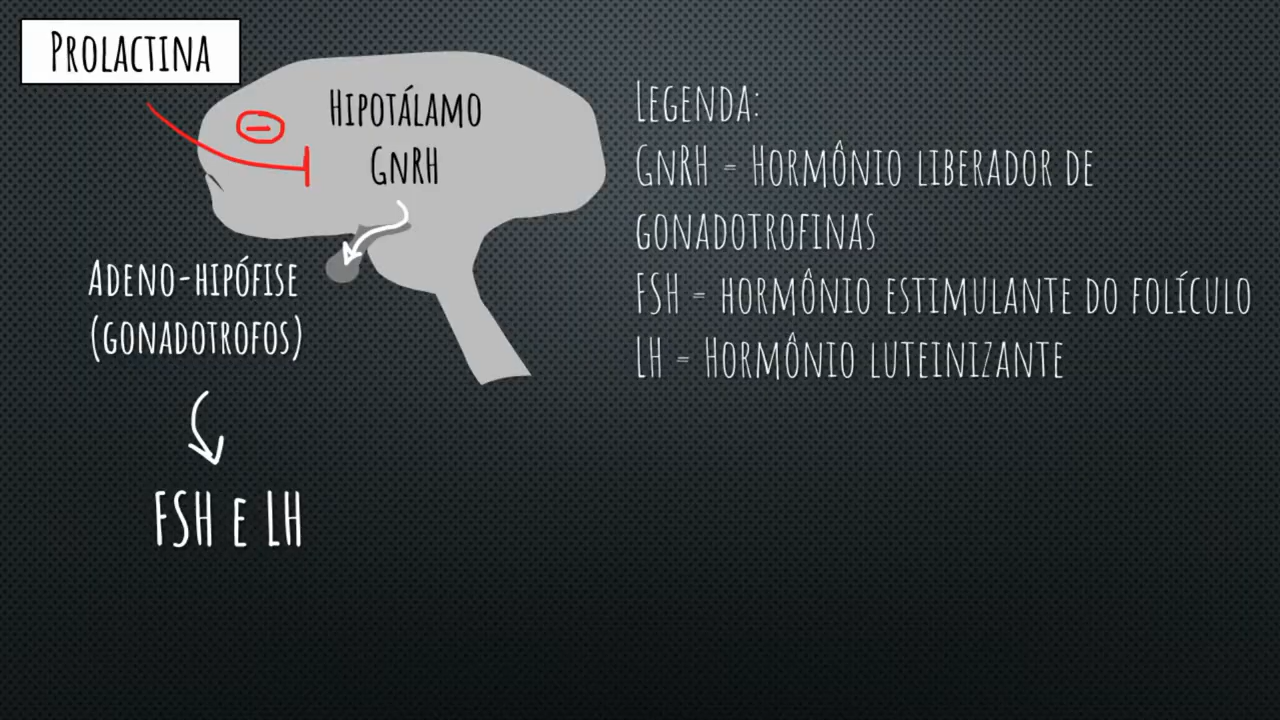 Prolactina
Hipotálamo
GnRH
Adeno-hipófise
(gonadotrofos)
FSH e LH
Legenda:
GnRH = Hormônio liberador de
gonadotrofinas
FSH = hormônio estimulante do folículo
LH = Hormônio luteinizante